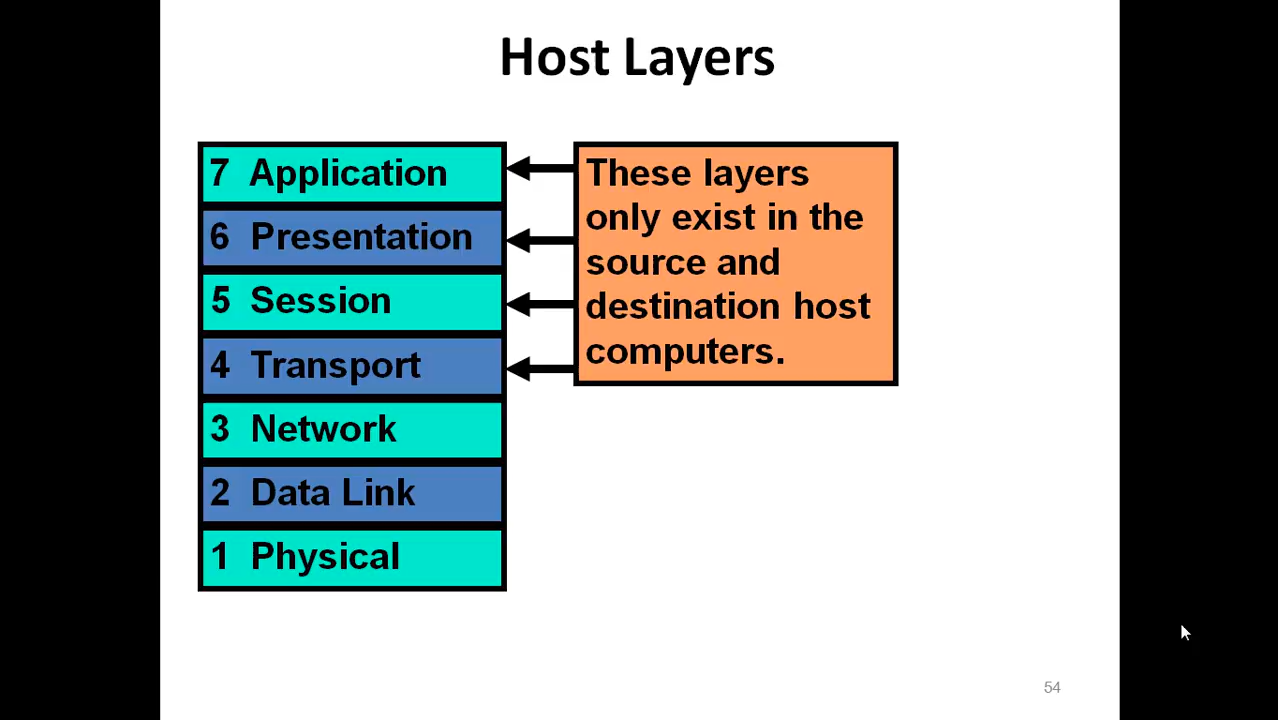 Host Layers
7 Application
6 Presentation
5 Session
4 Transport
3 Network
2 Data Link
1 Physical
These layers
only exist in the
source and
destination host
computers.
54